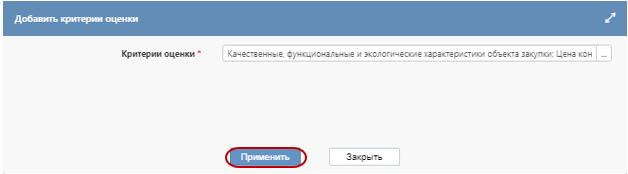 Добавить критерии оценки
Критерии оценки * Качественные, функциональные и экологические характеристики объекта закупки; Цена кон ...
Применить Закрыть